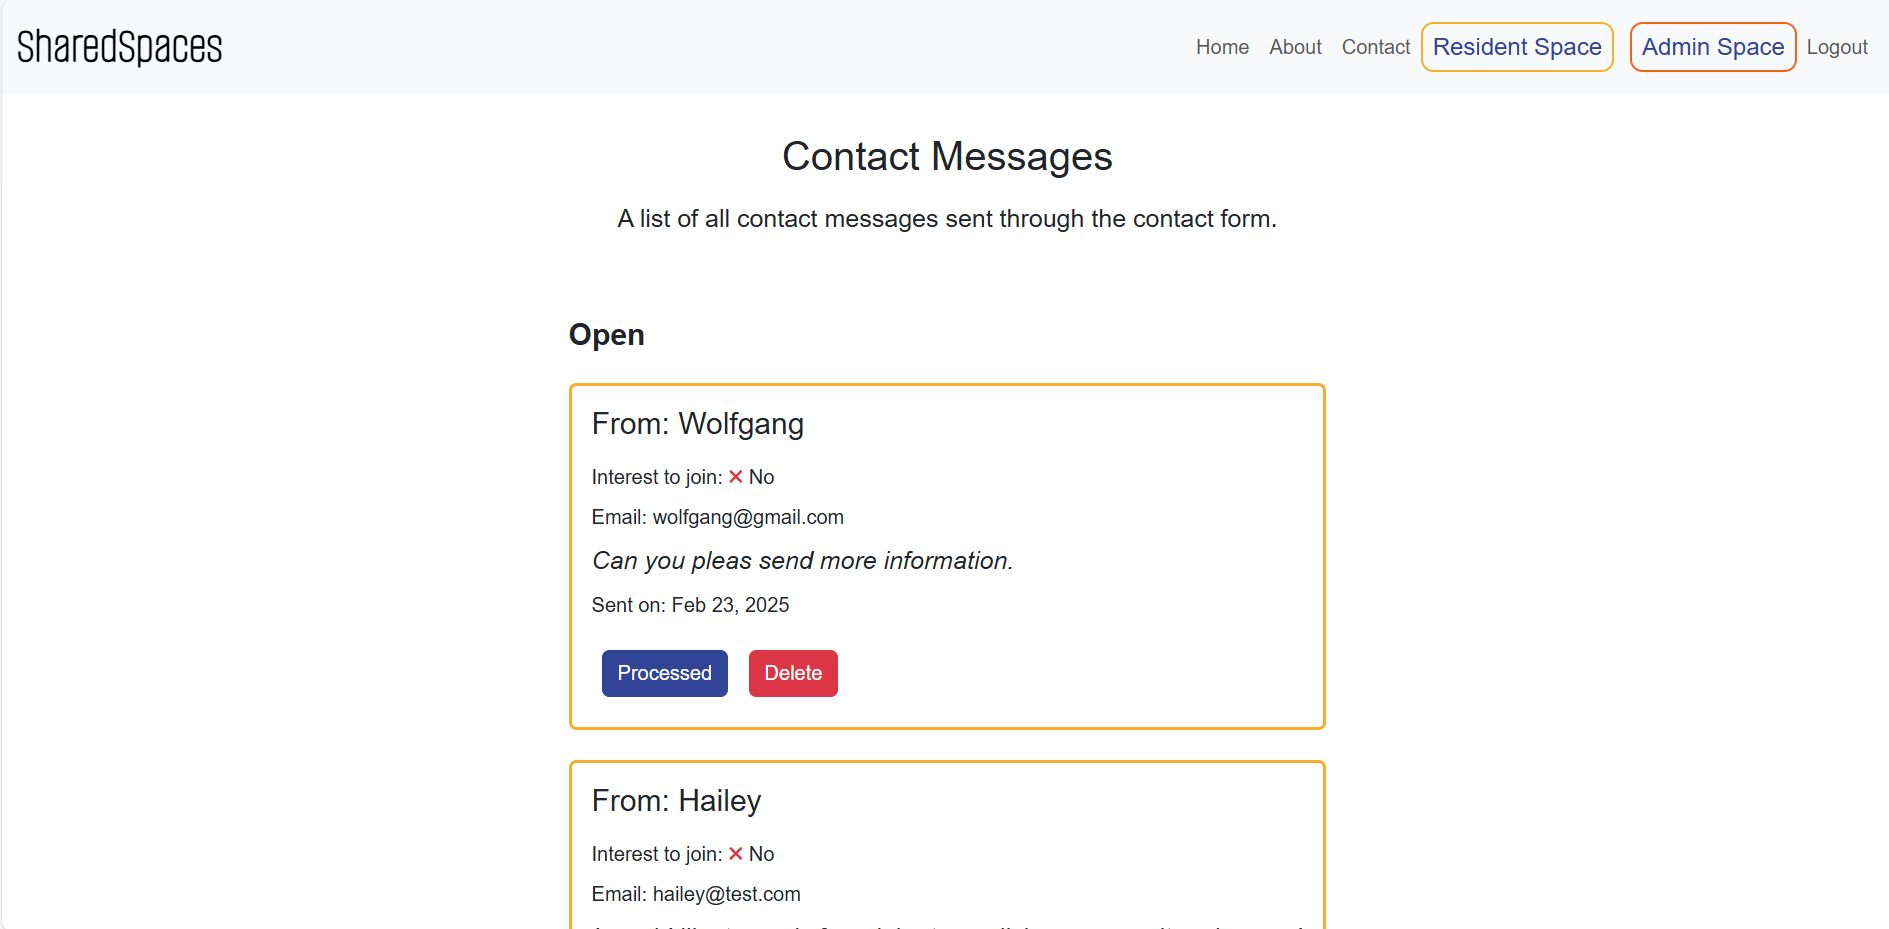 SharedSpaces
Home About Contact Resident Space Admin Space Logout
Contact Messages
A list of all contact messages sent through the contact form.
Open
From: Wolfgang
Interest to join: ❌ No
Email: wolfgang@gmail.com
Can you pleas send more information.
Sent on: Feb 23, 2025
Processed Delete
From: Hailey
Interest to join: ❌ No
Email: hailey@test.com